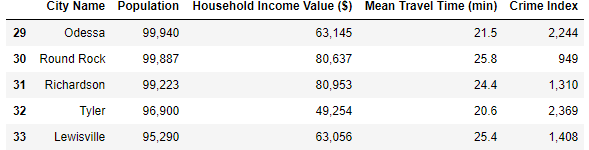 City Name Population Household Income Value ($) Mean Travel Time (min) Crime Index
29 Odessa 99,940 63,145 21.5 2,244
30 Round Rock 99,887 80,637 25.8 949
31 Richardson 99,223 80,953 24.4 1,310
32 Tyler 96,900 49,254 20.6 2,369
33 Lewisville 95,290 63,056 25.4 1,408